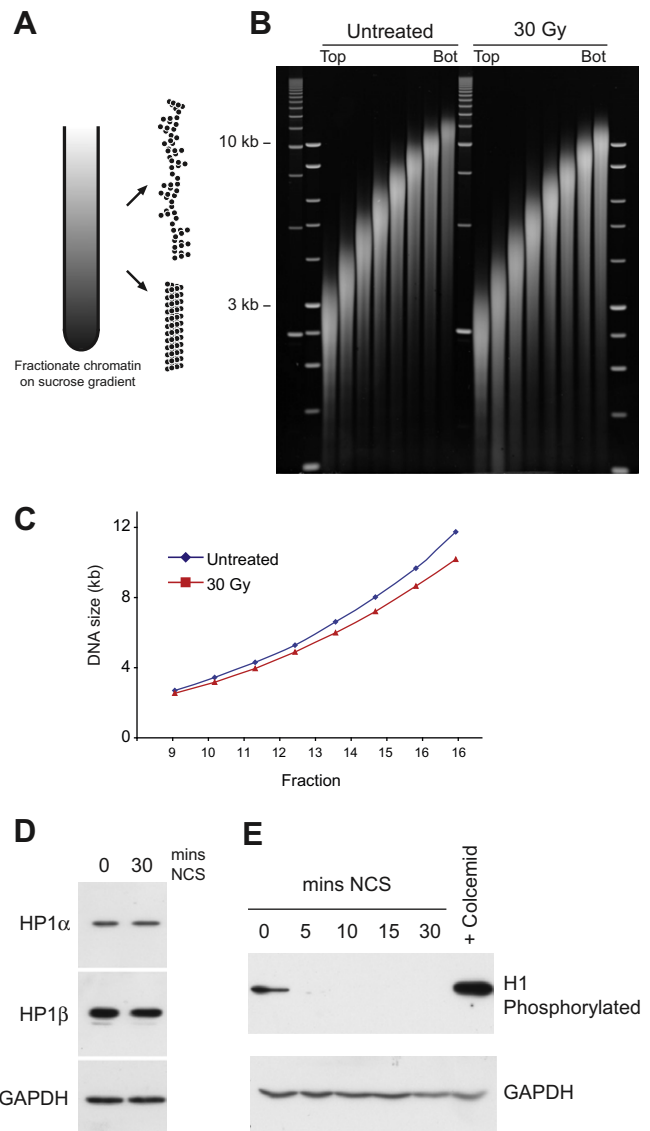 A
Fractionate chromatin
on sucrose gradient
B
Untreated
30 Gy
Top
Bot
Top
Bot
10 kb –
3 kb –
C
DNA size (kb)
12
8
4
0
Untreated
30 Gy
9
10
11
12
13
14
15
16
16
Fraction
D
0
30
mins
NCS
HP1α
HP1β
GAPDH
E
mins NCS
+ Colcemid
0
5
10
15
30
H1
Phosphorylated
GAPDH